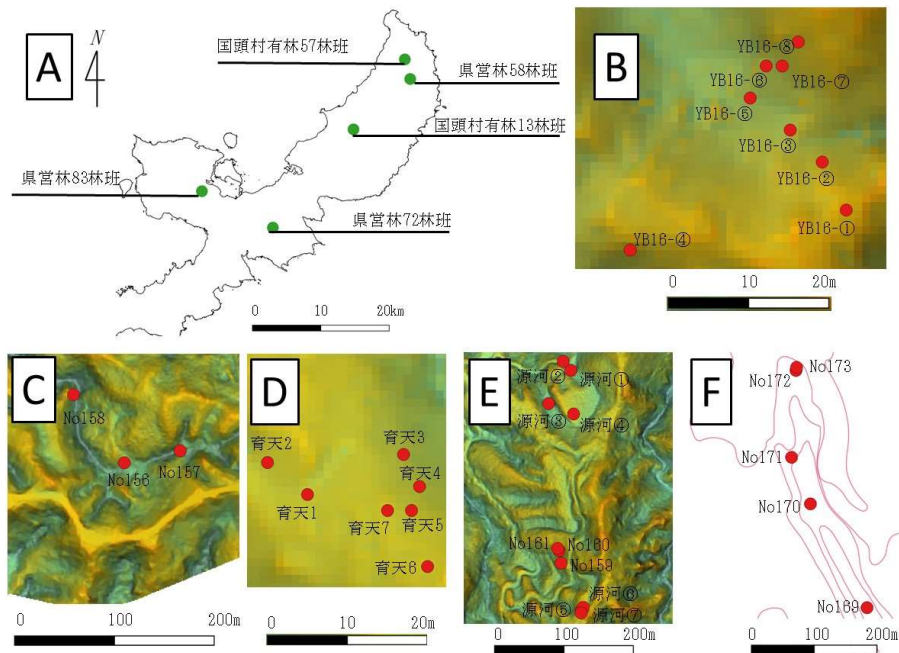 A
N
国頭村有林57林班
県営林58林班
国頭村有林13林班
県営林83林班
県営林72林班
0 10 20km
B
YB16-⑧
YB16-⑥
YB16-⑦
YB16-⑤
YB16-③
YB16-②
YB16-①
YB16-④
0 10 20m
C
No158
No156
No157
0 100 200m
D
育天2
育天3
育天4
育天1
育天7
育天5
育天6
0 10 20m
E
源河②
源河①
源河③
源河④
No161
No160
No159
源河⑥
源河⑤
源河⑦
0 100 200m
F
No173
No172
No171
No170
No169
0 100 200m